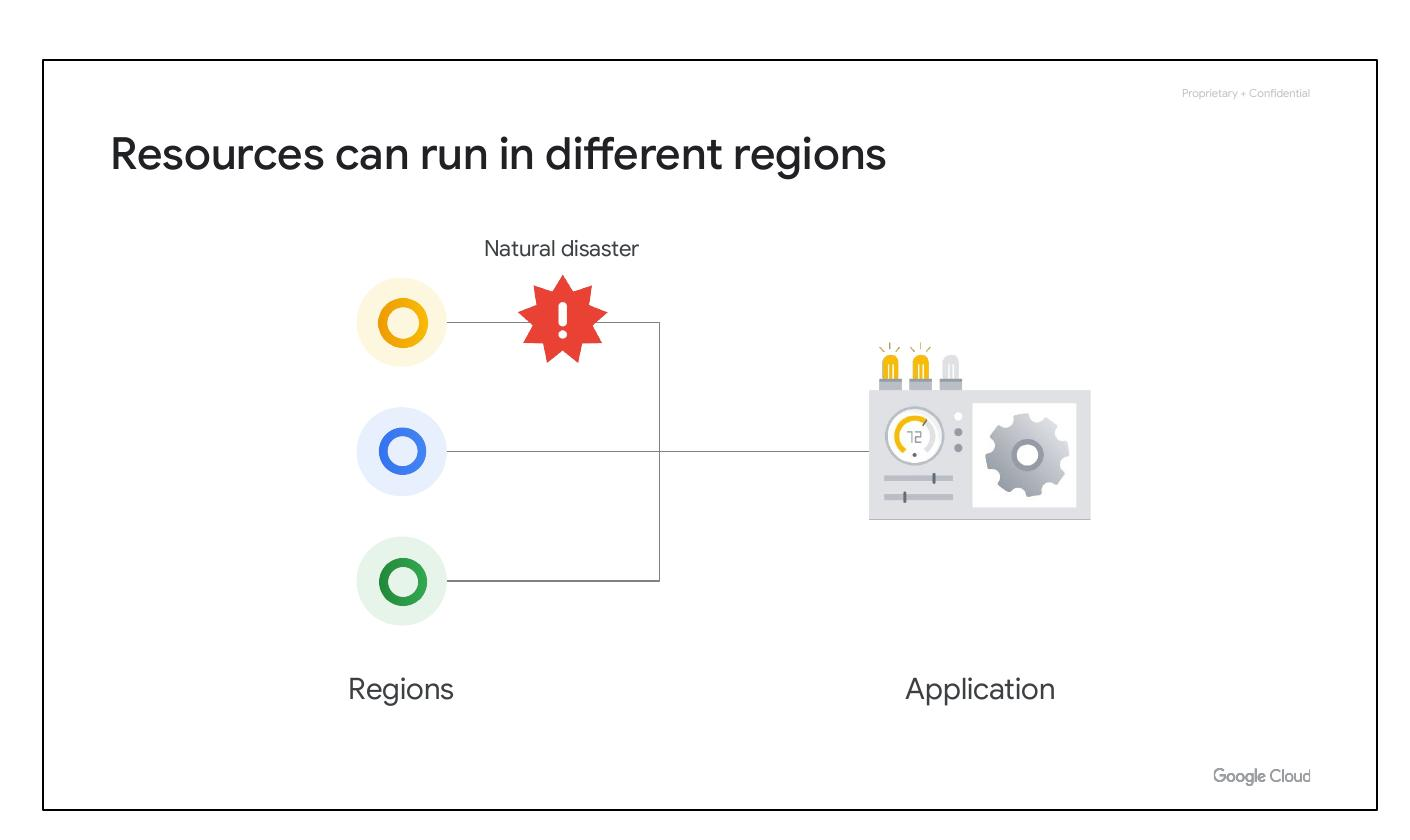 Proprietary + Confidential
Resources can run in different regions
Natural disaster
72
Regions
Application
Google Cloud